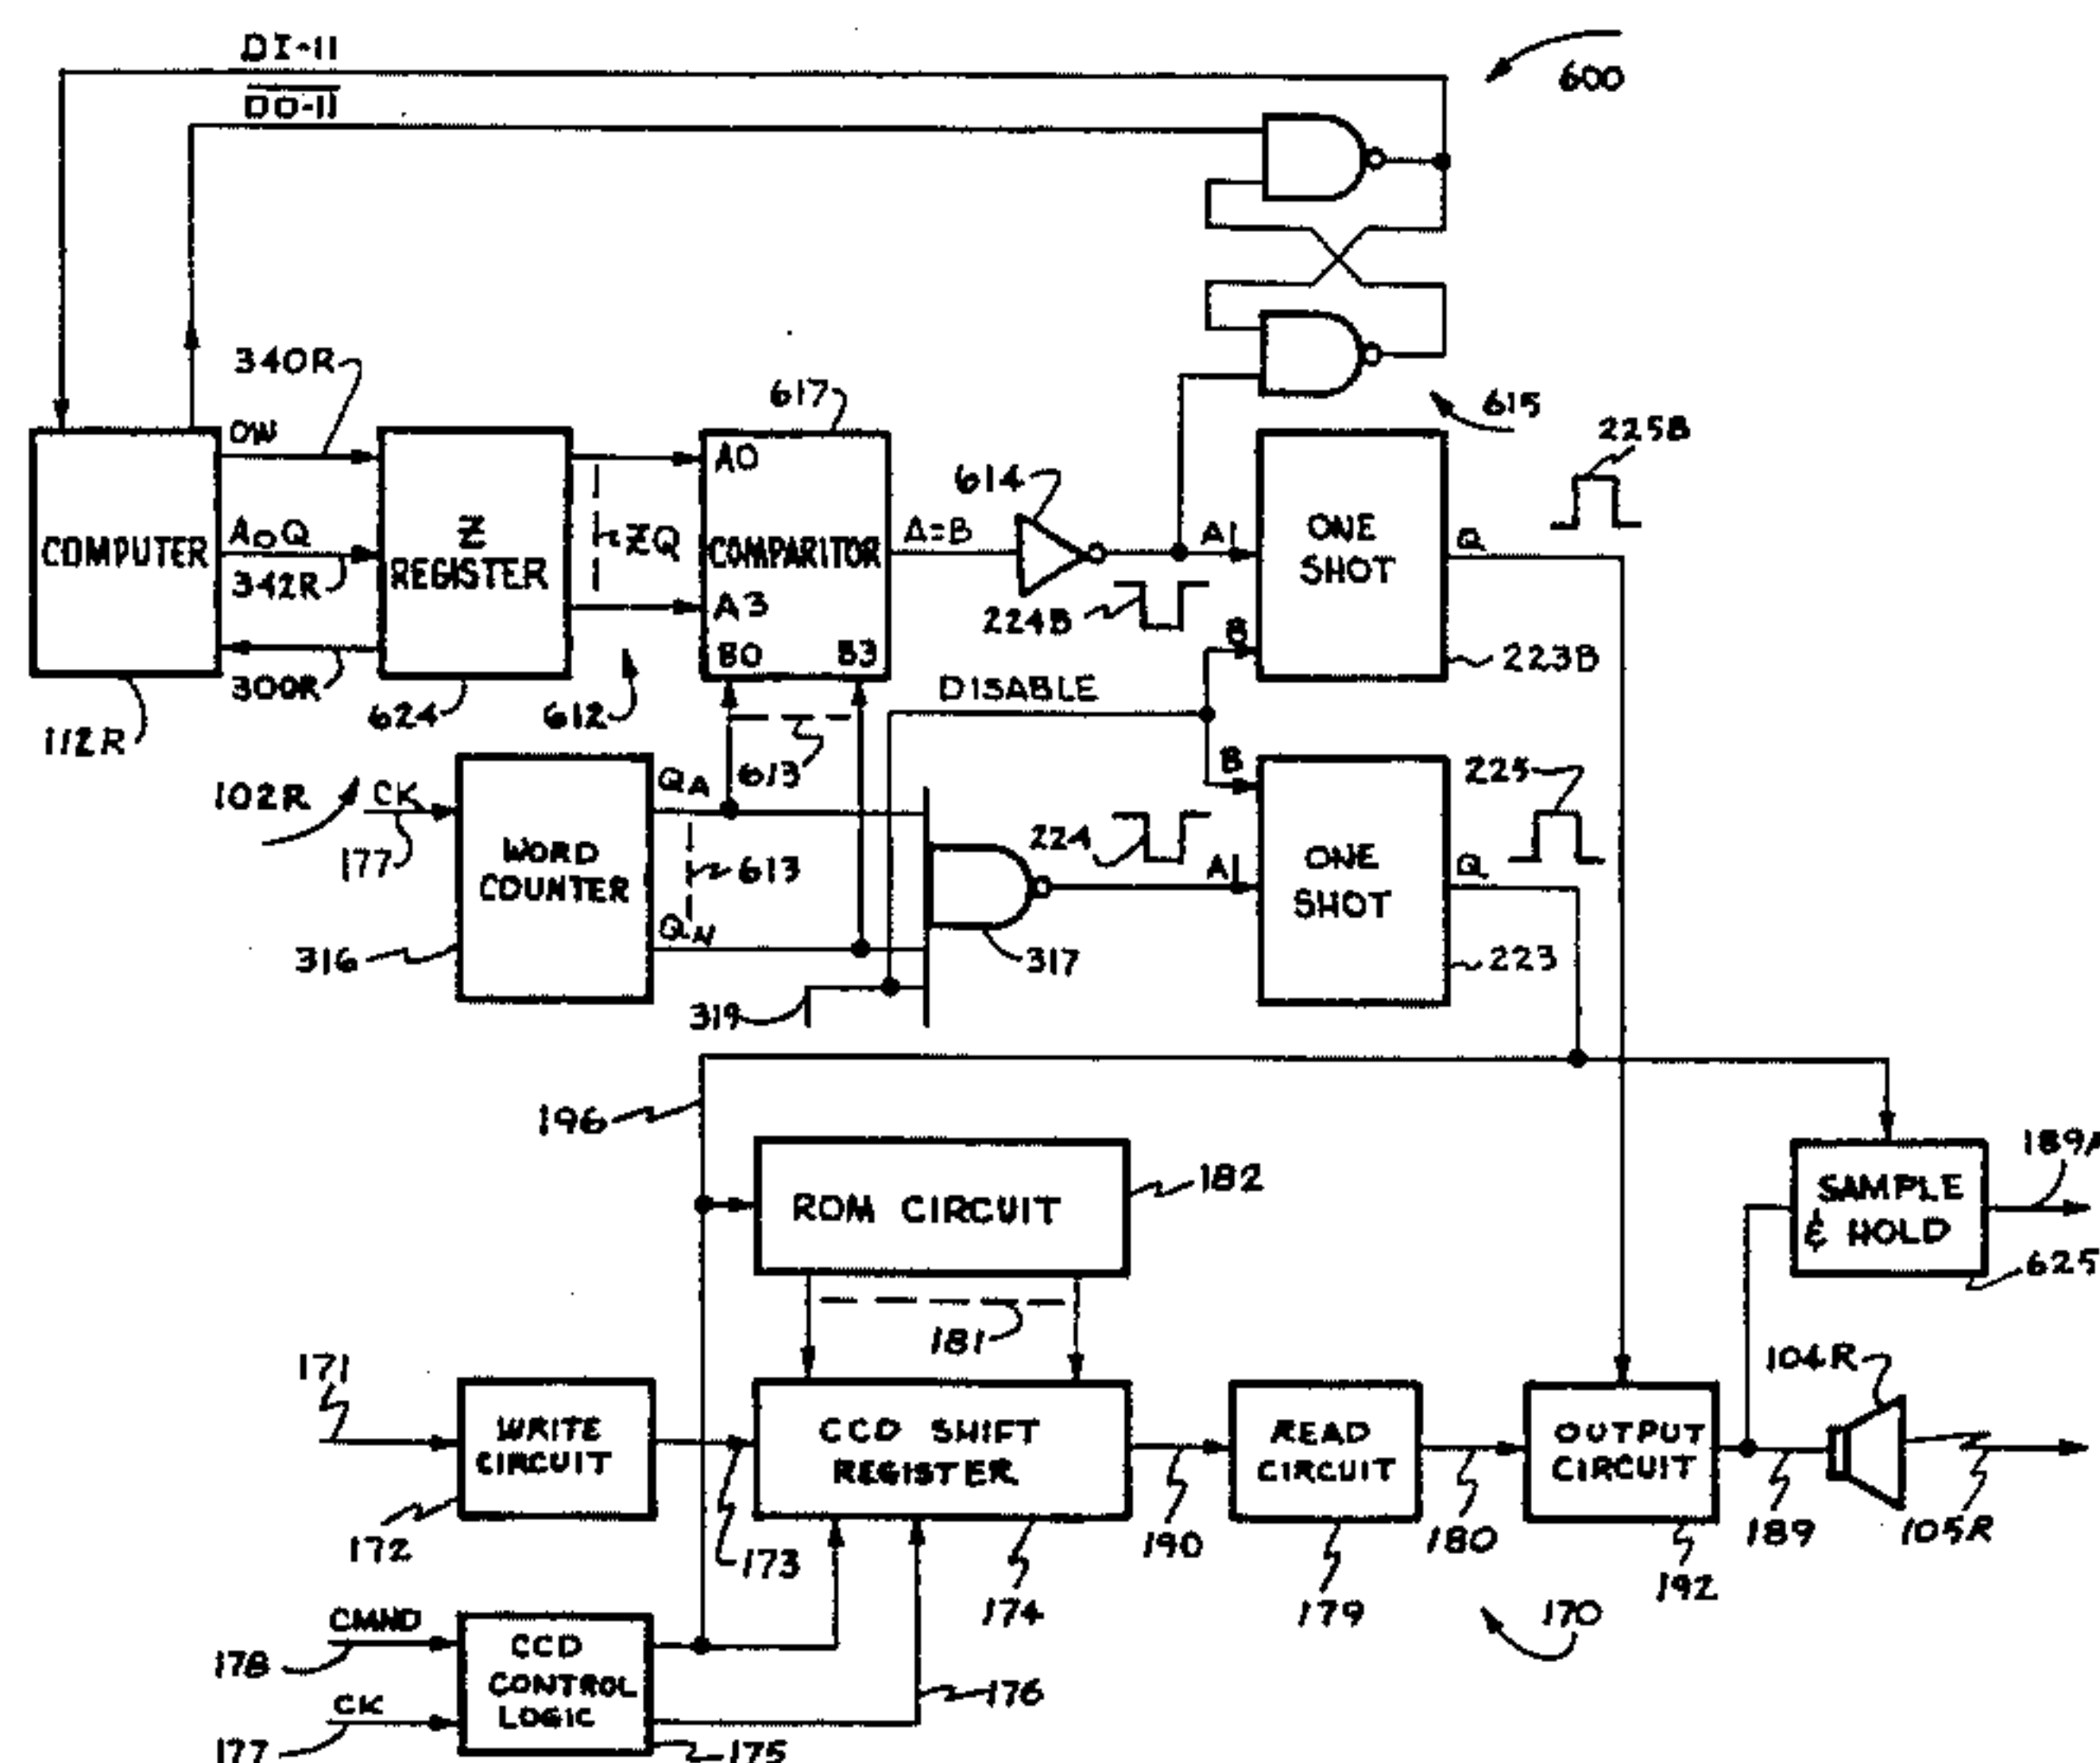 DI-11
600
DO-11
340R
617
615
225B
OW
A0
614
ONE SHOT
COMPUTER
A0Q
Z REGISTER
ZQ
COMPARITOR
A=B
A1
Q
342R
A3
224B
B0
B3
B
223B
300R
DISABLE
112R
624
612
613
B
225
102R
CK
QA
224
177
WORD COUNTER
613
A1
ONE SHOT
Q
QN
316
317
223
319
196
182
189A
ROM CIRCUIT
SAMPLE & HOLD
625
181
171
104R
WRITE CIRCUIT
CCD SHIFT REGISTER
READ CIRCUIT
OUTPUT CIRCUIT
172
173
190
180
189
105R
174
179
192
170
CMND
178
CCD CONTROL LOGIC
176
CK
177
175